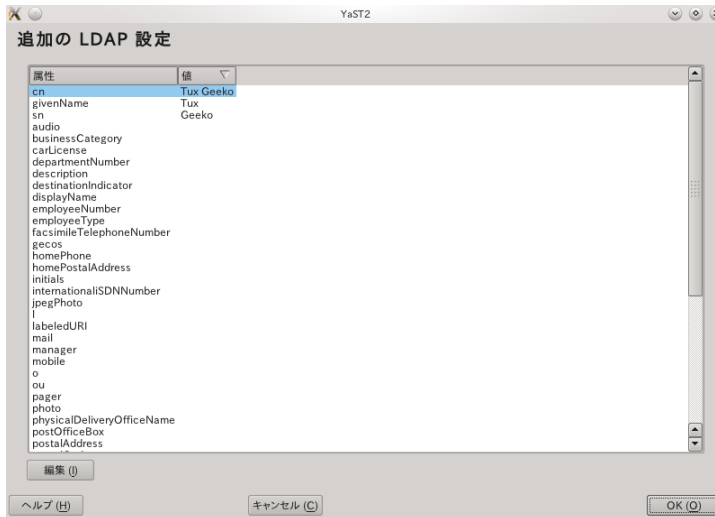 YaST2
追加の LDAP 設定
属性 値
cn Tux Geeko
givenName Tux
sn Geeko
audio
businessCategory
carLicense
departmentNumber
description
destinationIndicator
displayName
employeeNumber
employeeType
facsimileTelephoneNumber
gecos
homePhone
homePostalAddress
initials
internationaliSDNNumber
jpegPhoto
l
labeledURI
mail
manager
mobile
o
ou
pager
photo
physicalDeliveryOfficeName
postOfficeBox
postalAddress
編集 (I)
ヘルプ (H) キャンセル (C) OK (O)